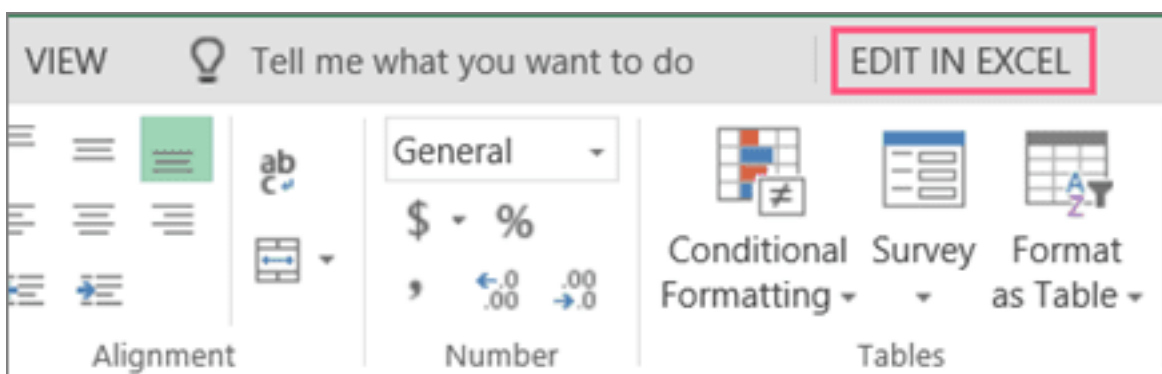 VIEW
Tell me what you want to do
EDIT IN EXCEL
ab
c
General
$
%
,
.0
.00
.00
.0
≠
A
Z
Conditional
Formatting
Survey
Format
as Table
Alignment
Number
Tables